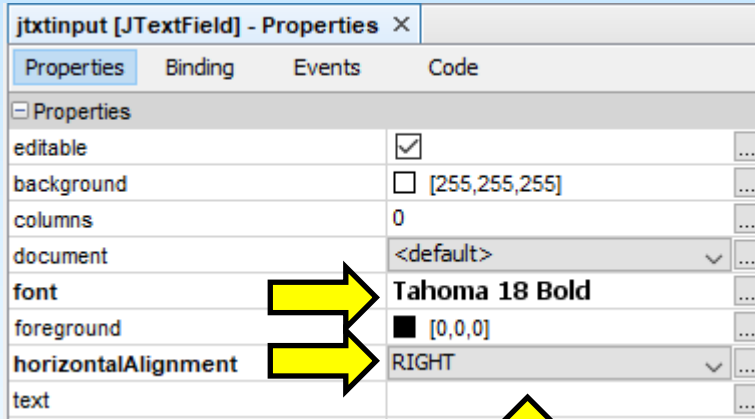 jtxtinput [JTextField] - Properties ×
Properties Binding Events Code
Properties
editable ...
background [255,255,255] ...
columns 0 ...
document <default> ...
font Tahoma 18 Bold ...
foreground [0,0,0] ...
horizontalAlignment RIGHT ...
text ...